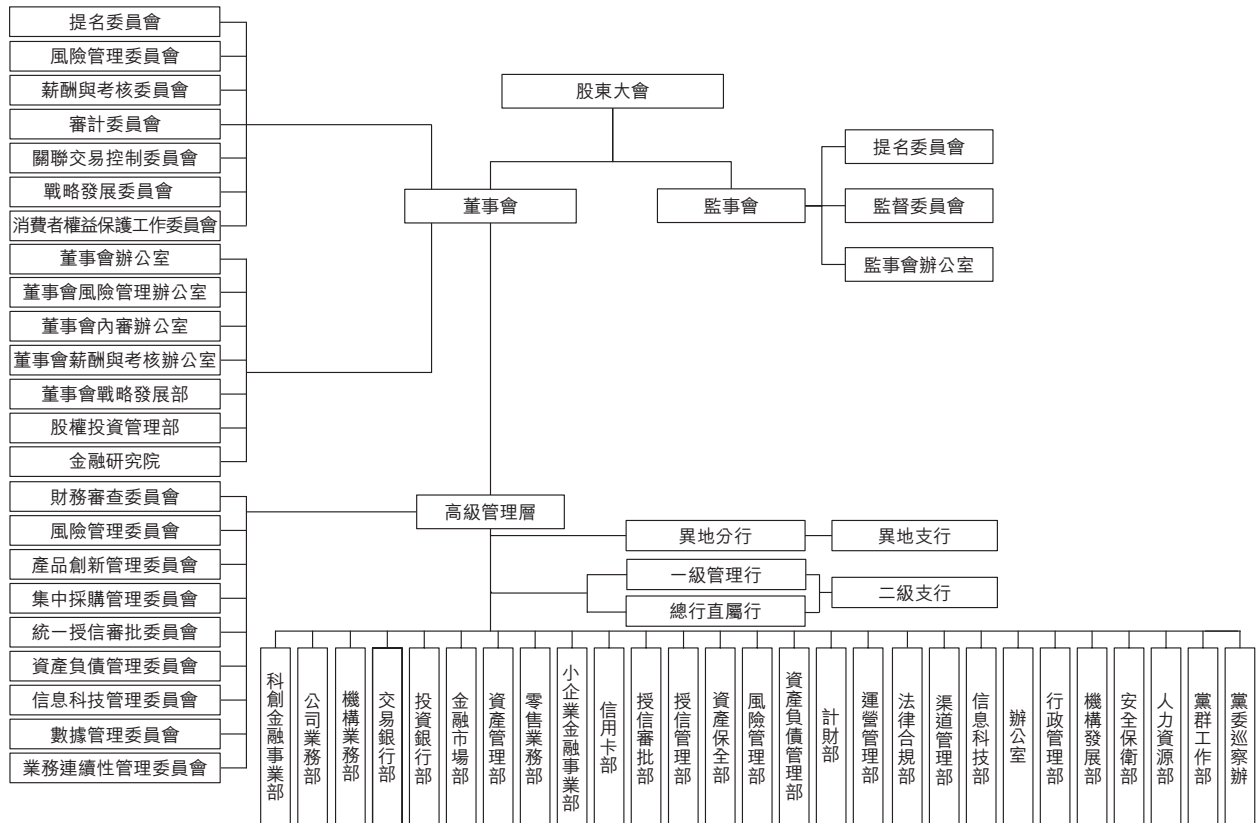 提名委員會
風險管理委員會
薪酬與考核委員會
審計委員會
關聯交易控制委員會
戰略發展委員會
消費者權益保護工作委員會
董事會辦公室
董事會風險管理辦公室
董事會內審辦公室
董事會薪酬與考核辦公室
董事會戰略發展部
股權投資管理部
金融研究院
財務審查委員會
風險管理委員會
產品創新管理委員會
集中採購管理委員會
統一授信審批委員會
資產負債管理委員會
信息科技管理委員會
數據管理委員會
業務連續性管理委員會
股東大會
董事會
監事會
提名委員會
監督委員會
監事會辦公室
高級管理層
異地分行
異地支行
一級管理行
總行直屬行
二級支行
科創金融事業部
公司業務部
機構業務部
交易銀行部
投資銀行部
金融市場部
資產管理部
零售業務部
小企業金融事業部
信用卡部
授信審批部
授信管理部
資產保全部
風險管理部
資產負債管理部
計財部
運營管理部
法律合規部
渠道管理部
信息科技部
辦公室
行政管理部
機構發展部
安全保衛部
人力資源部
黨群工作部
黨委巡察辦